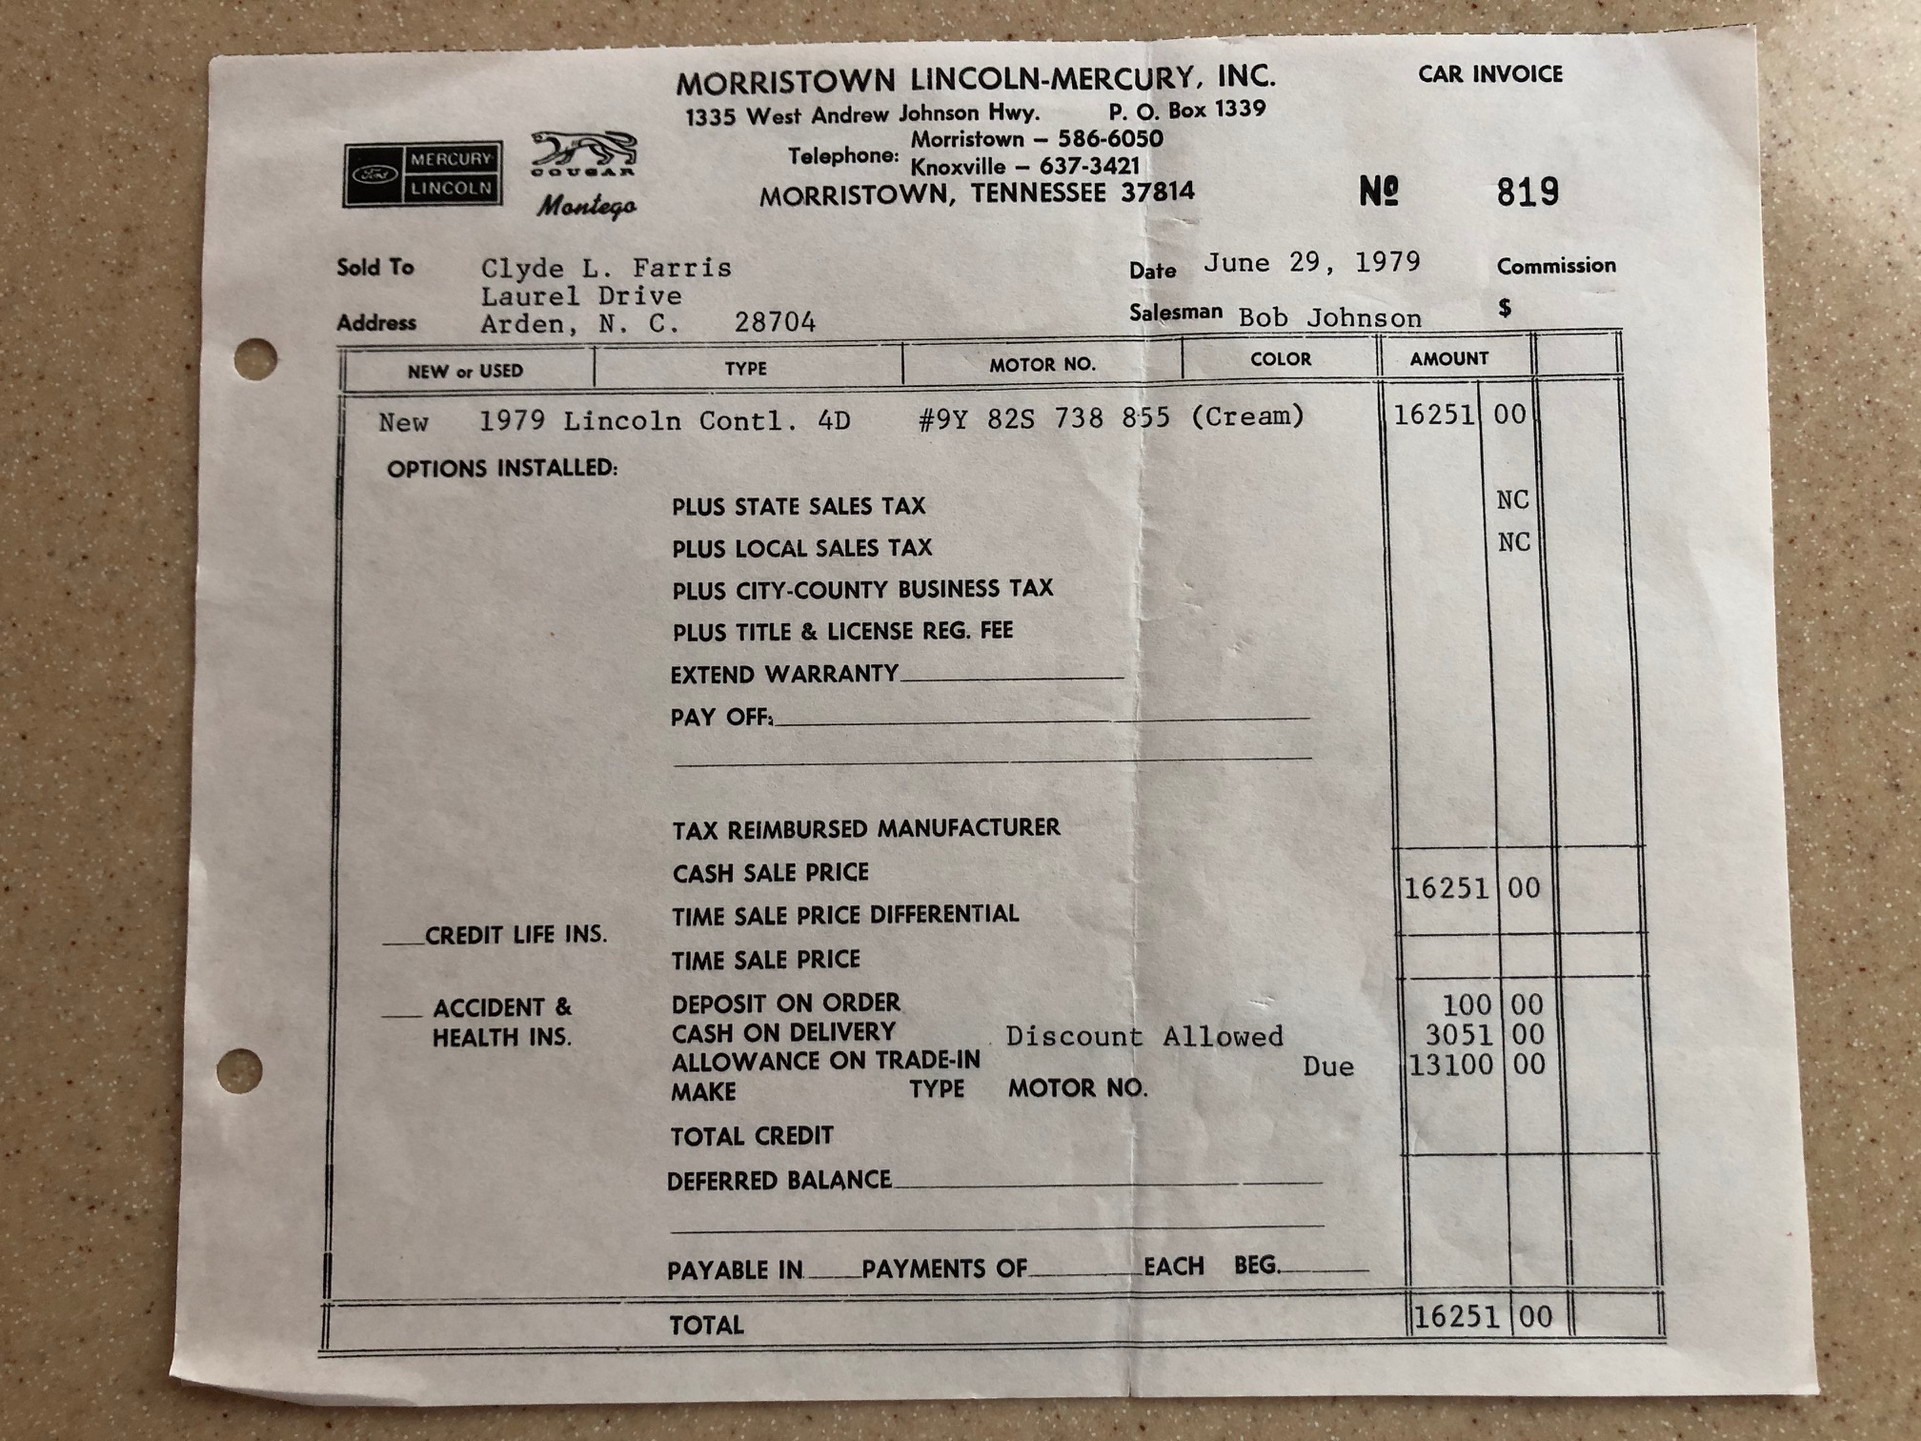 MORRISTOWN LINCOLN-MERCURY, INC.
CAR INVOICE
1335 West Andrew Johnson Hwy. P. O. Box 1339
Telephone: Morristown – 586-6050
Knoxville – 637-3421
MORRISTOWN, TENNESSEE 37814
Ford MERCURY LINCOLN
COUGAR
Montego
Nº 819
Sold To Clyde L. Farris
Laurel Drive
Address Arden, N. C. 28704
Date June 29, 1979
Salesman Bob Johnson
Commission
$
NEW or USED TYPE MOTOR NO. COLOR AMOUNT
New 1979 Lincoln Contl. 4D #9Y 82S 738 855 (Cream) 16251 00
OPTIONS INSTALLED:
PLUS STATE SALES TAX NC
PLUS LOCAL SALES TAX NC
PLUS CITY-COUNTY BUSINESS TAX
PLUS TITLE & LICENSE REG. FEE
EXTEND WARRANTY
PAY OFF:
TAX REIMBURSED MANUFACTURER
CASH SALE PRICE 16251 00
TIME SALE PRICE DIFFERENTIAL
CREDIT LIFE INS.
TIME SALE PRICE
ACCIDENT & HEALTH INS.
DEPOSIT ON ORDER 100 00
CASH ON DELIVERY Discount Allowed 3051 00
ALLOWANCE ON TRADE-IN Due 13100 00
MAKE TYPE MOTOR NO.
TOTAL CREDIT
DEFERRED BALANCE
PAYABLE IN PAYMENTS OF EACH BEG.
TOTAL 16251 00